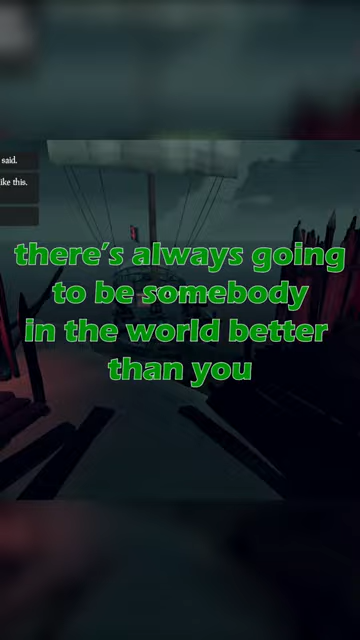 said.
ike this.
there's always going
to be somebody
in the world better
than you